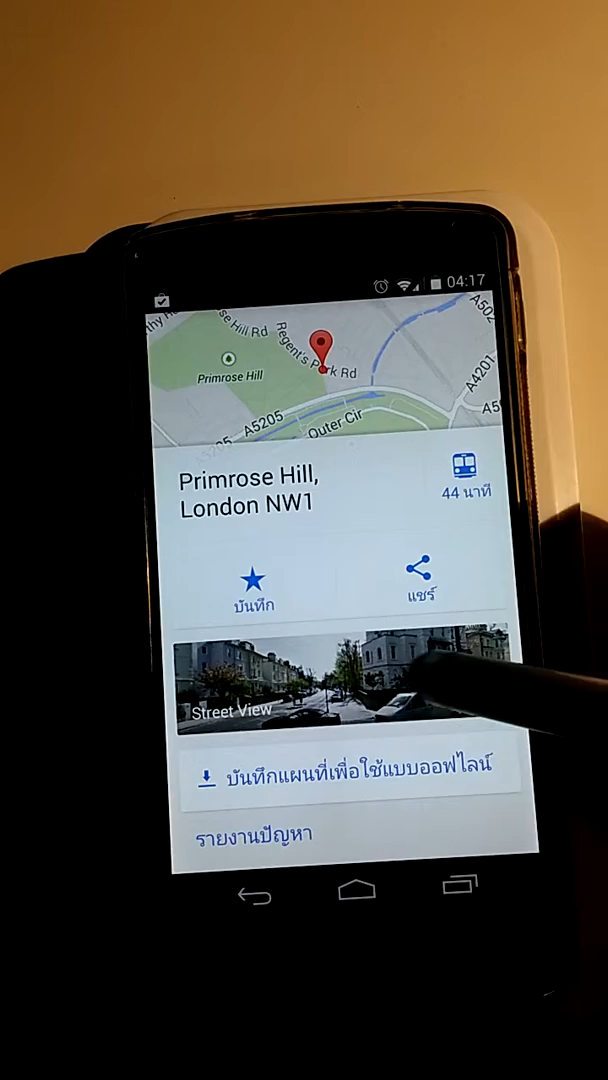 04:17
se Hill Rd
Regent's Park Rd
A502
Primrose Hill
A4201
A5205
Outer Cir
5205
Primrose Hill,
London NW1
44 นาที
บันทึก
แชร์
Street View
บันทึกแผนที่เพื่อใช้แบบออฟไลน์
รายงานปัญหา